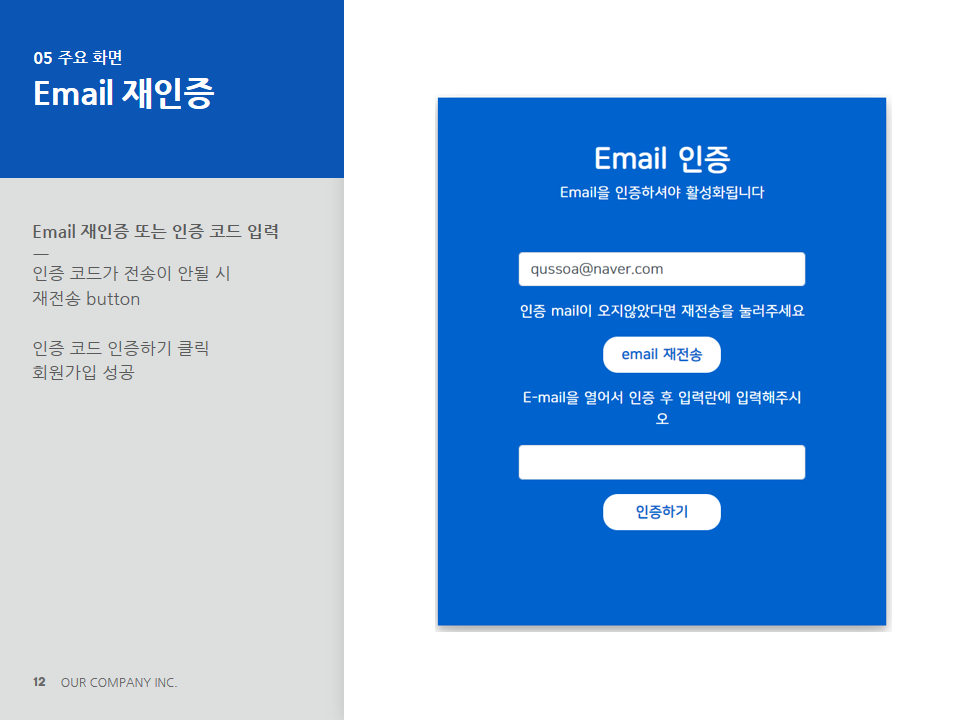 05 주요 화면
Email 재인증
Email 재인증 또는 인증 코드 입력
—
인증 코드가 전송이 안될 시
재전송 button
인증 코드 인증하기 클릭
회원가입 성공
12 OUR COMPANY INC.
Email 인증
Email을 인증하셔야 활성화됩니다
qussoa@naver.com
인증 mail이 오지않았다면 재전송을 눌러주세요
email 재전송
E-mail을 열어서 인증 후 입력란에 입력해주시
오
인증하기